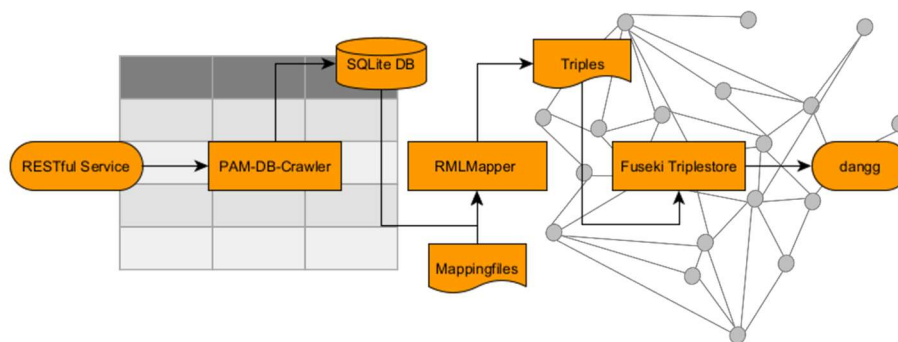 SQLite DB
Triples
RESTful Service
PAM-DB-Crawler
RMLMapper
Fuseki Triplestore
dangg
Mappingfiles